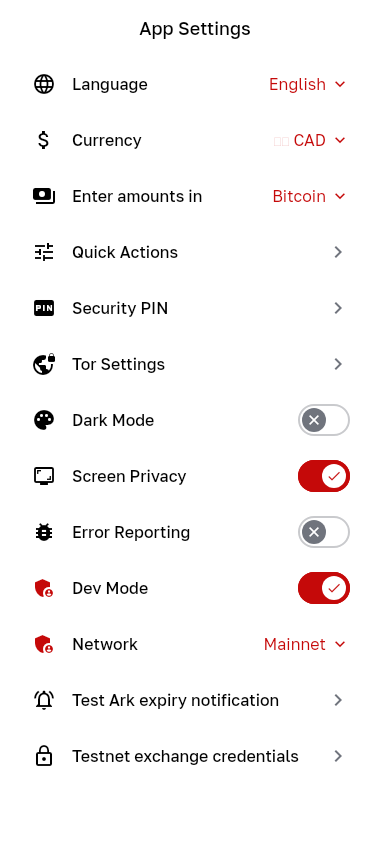 App Settings
Language English
Currency CAD
Enter amounts in Bitcoin
Quick Actions
PIN Security PIN
Tor Settings
Dark Mode
Screen Privacy
Error Reporting
Dev Mode
Network Mainnet
Test Ark expiry notification
Testnet exchange credentials